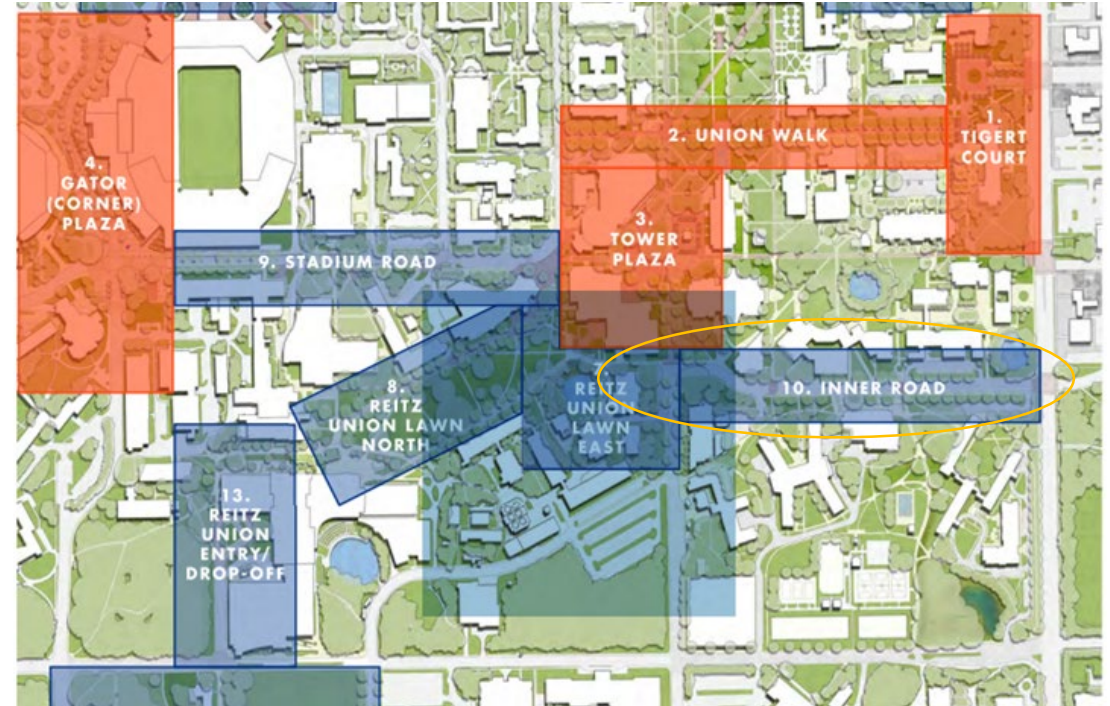 1.
TIGERT
COURT
2. UNION WALK
4.
GATOR
(CORNER)
PLAZA
3.
TOWER
PLAZA
9. STADIUM ROAD
8.
REITZ
UNION LAWN
NORTH
REITZ
UNION
LAWN
EAST
10. INNER ROAD
13.
REITZ
UNION
ENTRY/
DROP-OFF